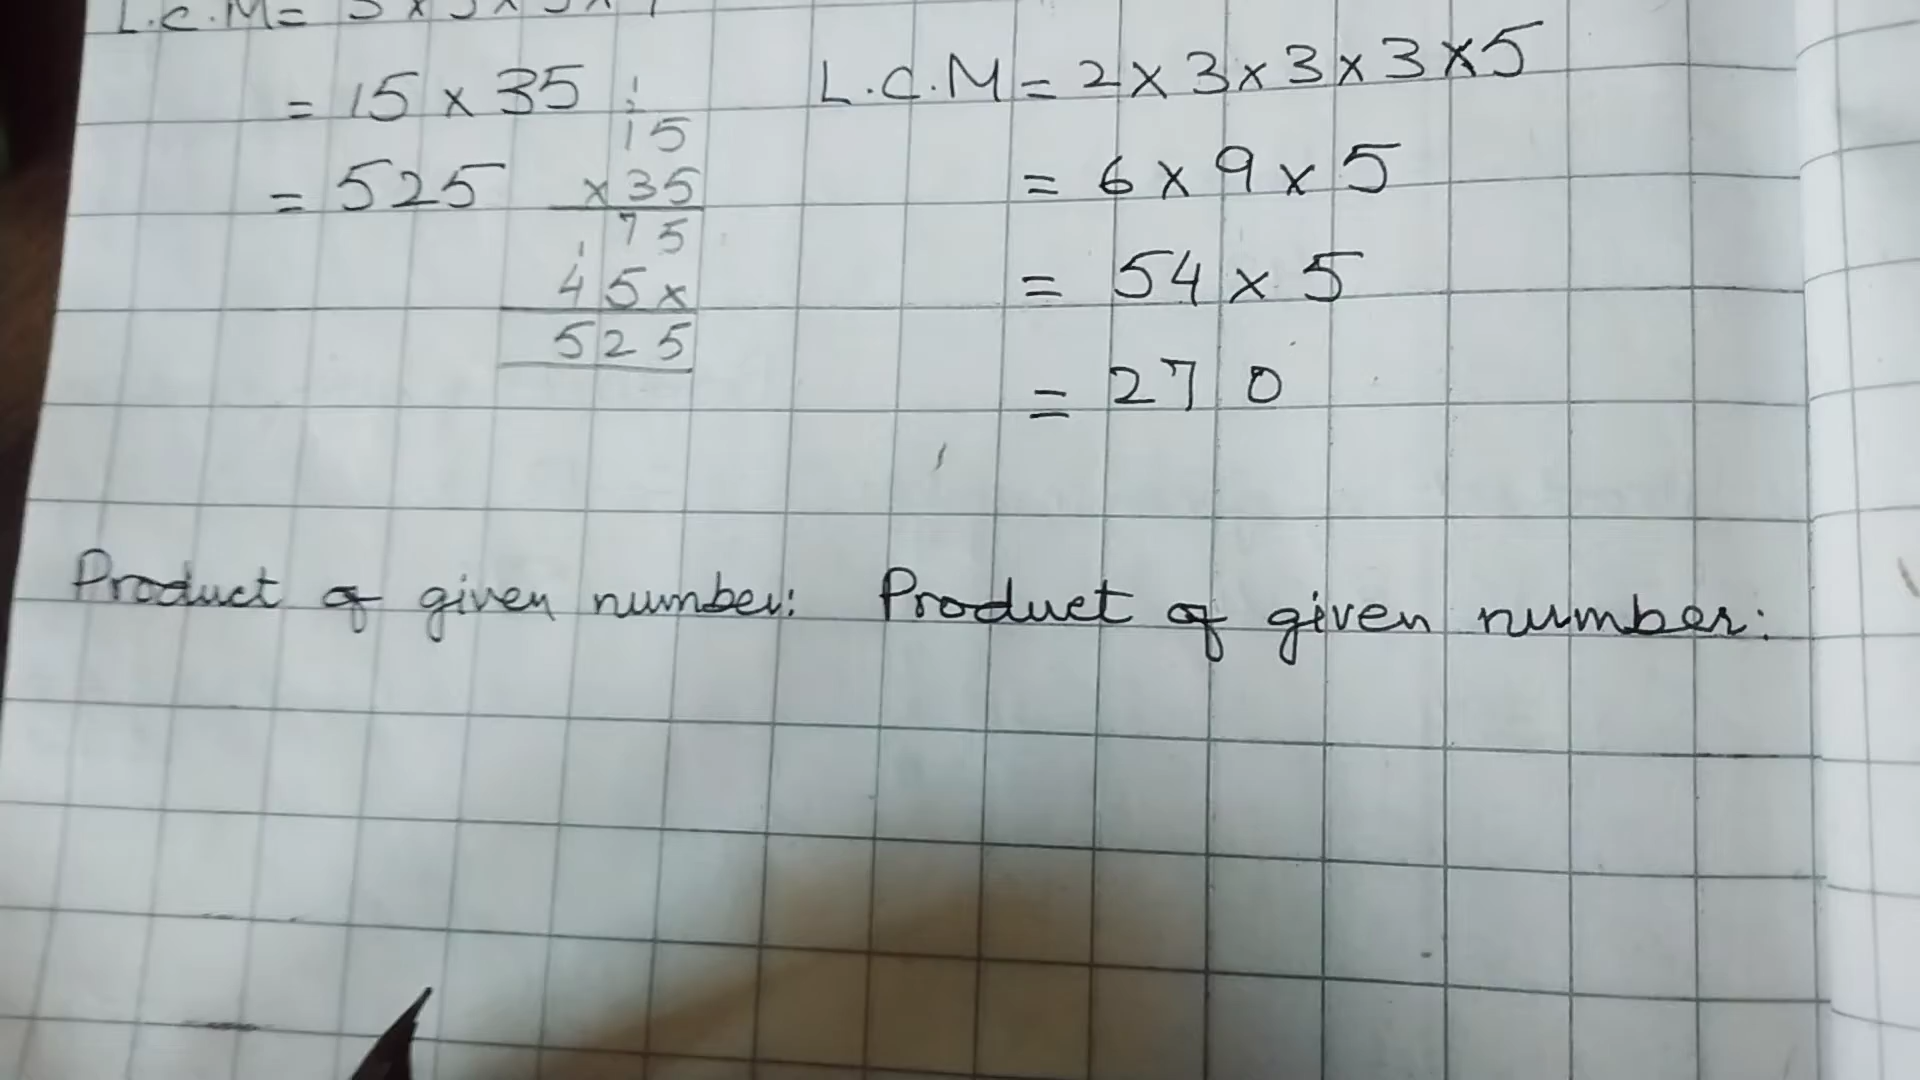 L.C.M=
= 15 x 35
= 525
15
x35
75
45x
525
L.C.M = 2 x 3 x 3 x 3 x 5
= 6 x 9 x 5
= 54 x 5
= 270
Product of given number:
Product of given number: